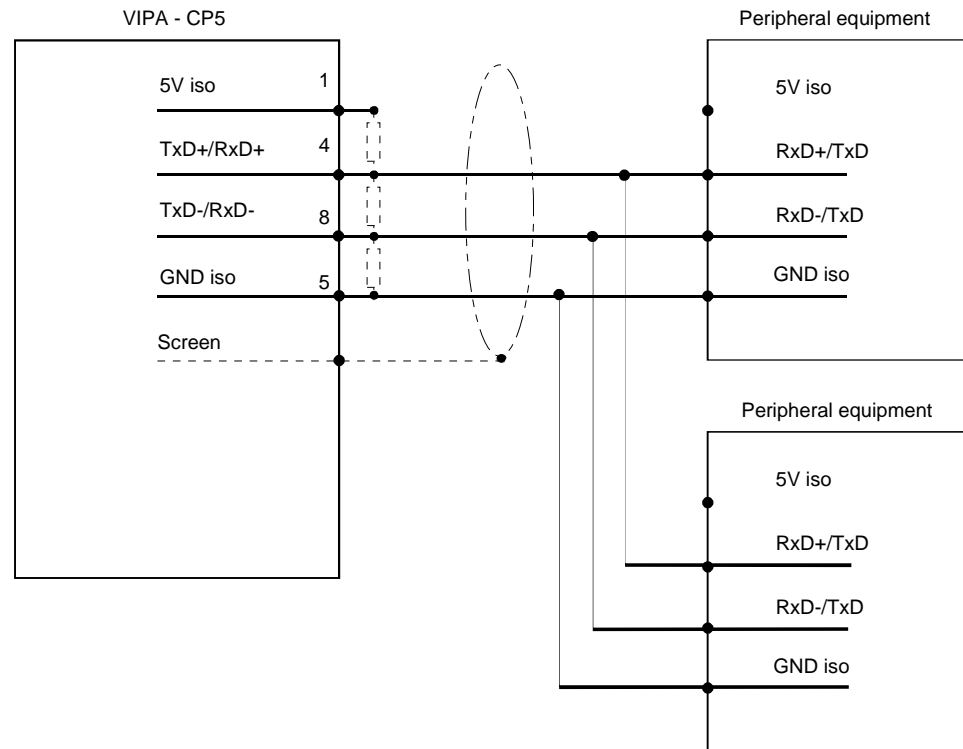 VIPA - CP5
Peripheral equipment
5V iso
1
5V iso
TxD+/RxD+
4
RxD+/TxD
TxD-/RxD-
8
RxD-/TxD
GND iso
5
GND iso
Screen
Peripheral equipment
5V iso
RxD+/TxD
RxD-/TxD
GND iso